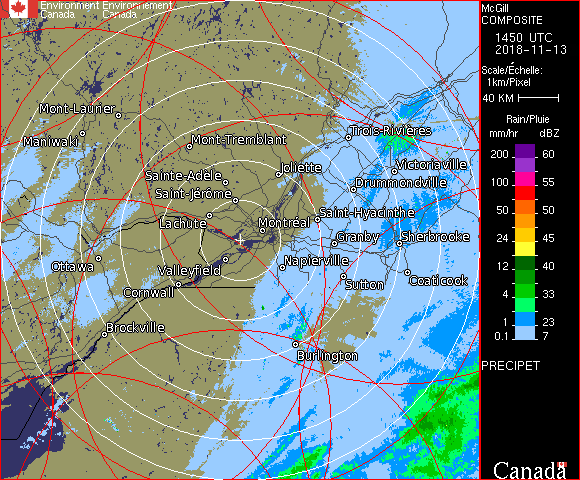 Environment Environnement
Canada Canada
McGill
COMPOSITE
1450 UTC
2018-11-13
Scale/Échelle:
1km/Pixel
40 KM
Rain/Pluie
mm/hr dBZ
200 60
100 55
50 50
24 45
12 40
4 33
1 23
0.1 7
PRECIPET
Canada
Mont-Laurier
Maniwaki
Mont-Tremblant
Trois-Rivières
Joliette
Victoriaville
Sainte-Adèle
Drummondville
Saint-Jérôme
Saint-Hyacinthe
Lachute
Montréal
Granby
Sherbrooke
Ottawa
Valleyfield
Napierville
Cornwall
Sutton
Coaticook
Brockville
Burlington